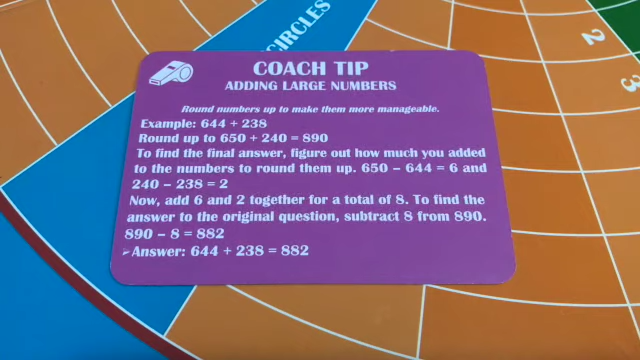 CIRCLES
2
3
COACH TIP
ADDING LARGE NUMBERS
Round numbers up to make them more manageable.
Example: 644 + 238
Round up to 650 + 240 = 890
To find the final answer, figure out how much you added
to the numbers to round them up. 650 – 644 = 6 and
240 – 238 = 2
Now, add 6 and 2 together for a total of 8. To find the
answer to the original question, subtract 8 from 890.
890 – 8 = 882
➢Answer: 644 + 238 = 882